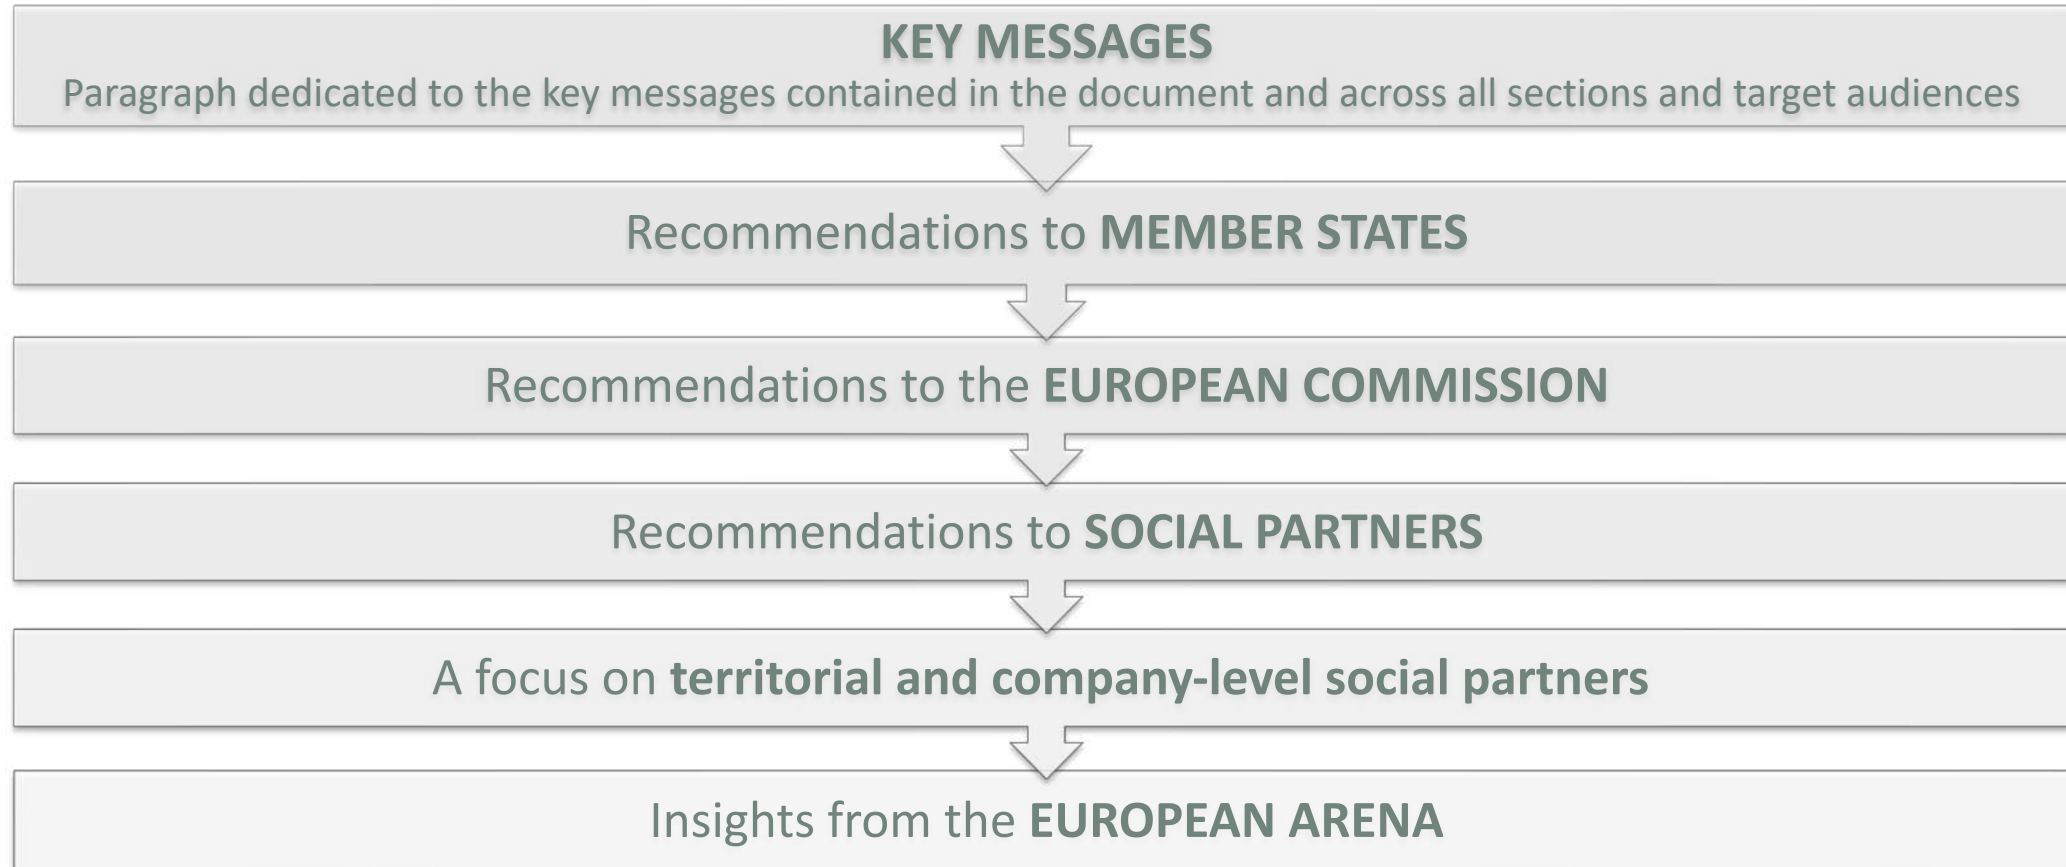 KEY MESSAGES
Paragraph dedicated to the key messages contained in the document and across all sections and target audiences
Recommendations to MEMBER STATES
Recommendations to the EUROPEAN COMMISSION
Recommendations to SOCIAL PARTNERS
A focus on territorial and company-level social partners
Insights from the EUROPEAN ARENA